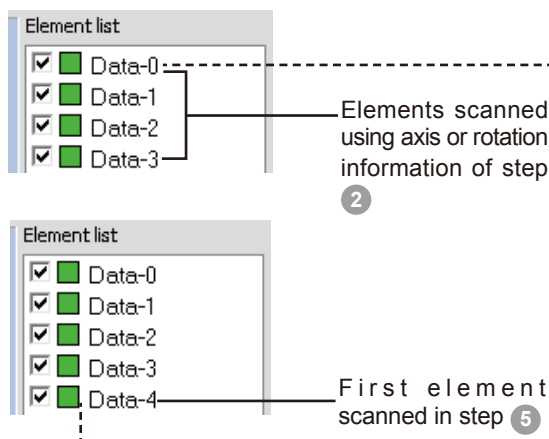 Element list
Data-0
Data-1
Data-2
Data-3
Elements scanned
using axis or rotation
information of step
2
Element list
Data-0
Data-1
Data-2
Data-3
Data-4
First element
scanned in step 5